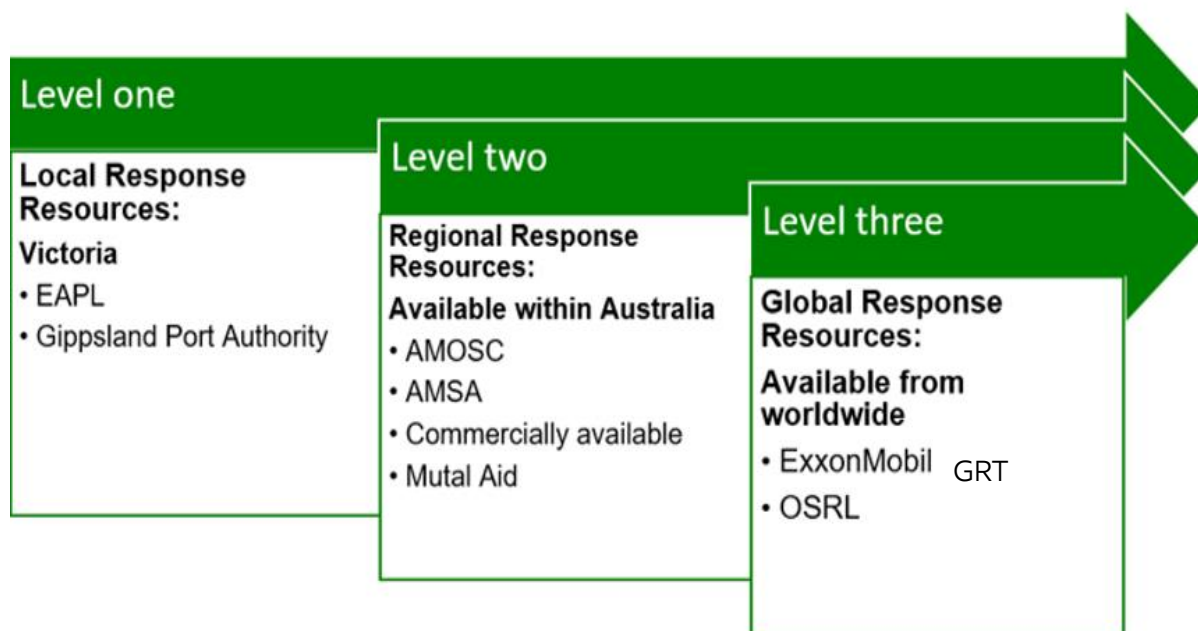 Level one
Local Response
Resources:
Victoria
• EAPL
• Gippsland Port Authority
Level two
Regional Response
Resources:
Available within Australia
• AMOSC
• AMSA
• Commercially available
• Mutal Aid
Level three
Global Response
Resources:
Available from
worldwide
• ExxonMobil GRT
• OSRL